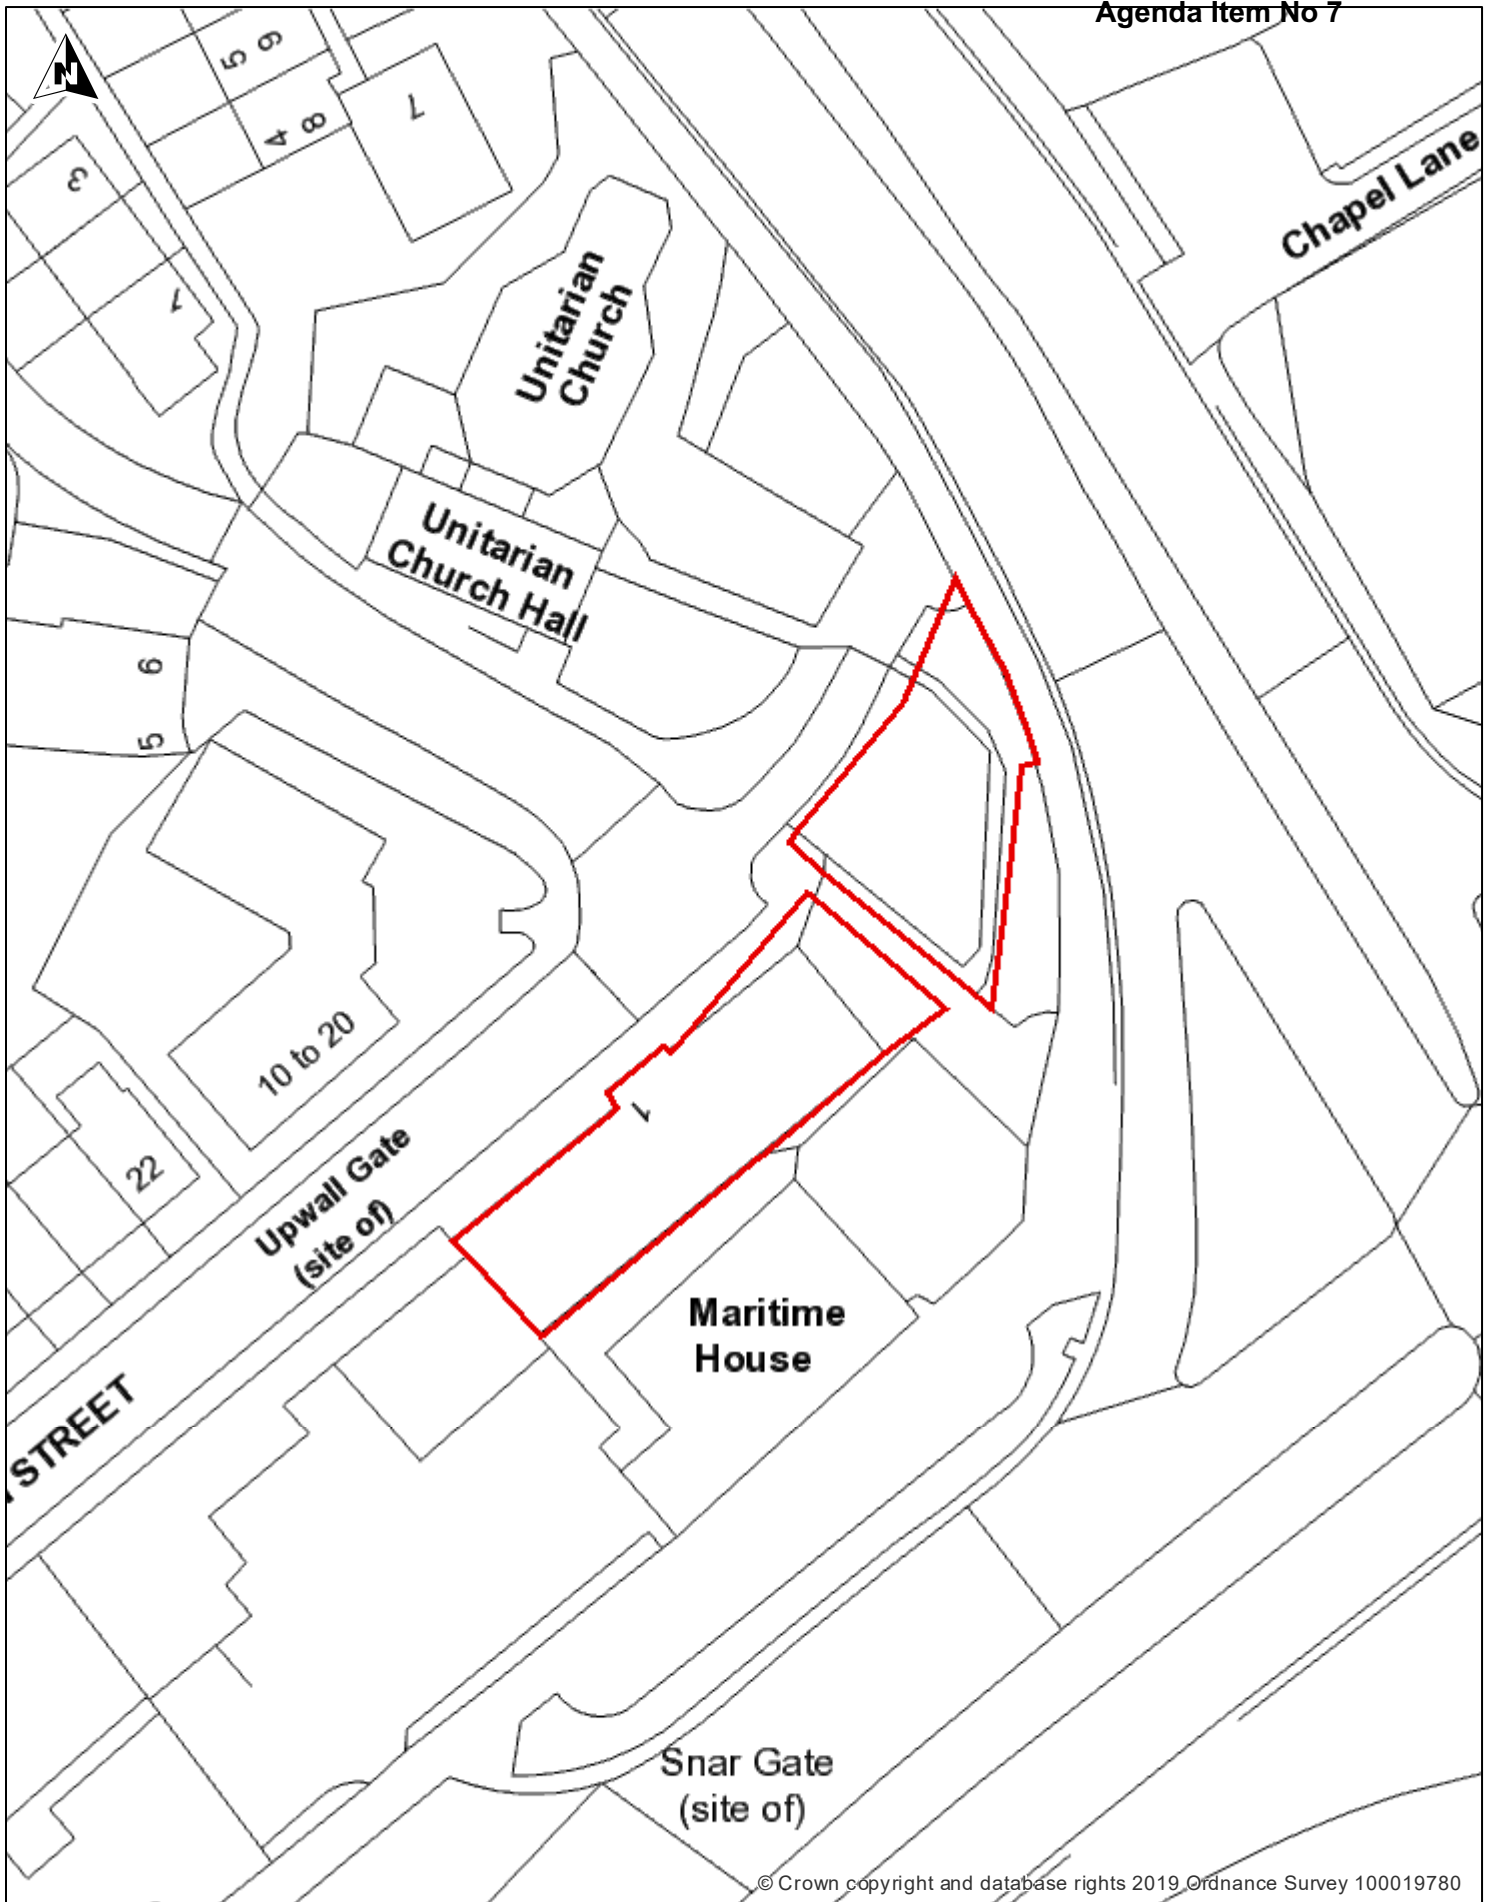 Agenda Item No 7
N
5 6
4 8
7
3
1
Chapel Lane
Unitarian
Church
Unitarian
Church Hall
6
5
10 to 20
22
1
Upwall Gate
(site of)
Maritime
House
STREET
Snar Gate
(site of)
© Crown copyright and database rights 2019 Ordnance Survey 100019780